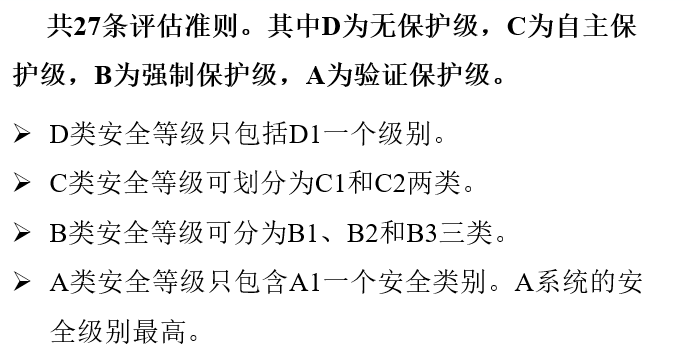 共27条评估准则。其中D为无保护级，C为自主保
护级，B为强制保护级，A为验证保护级。
➢ D类安全等级只包括D1一个级别。
➢ C类安全等级可划分为C1和C2两类。
➢ B类安全等级可分为B1、B2和B3三类。
➢ A类安全等级只包含A1一个安全类别。A系统的安
全级别最高。